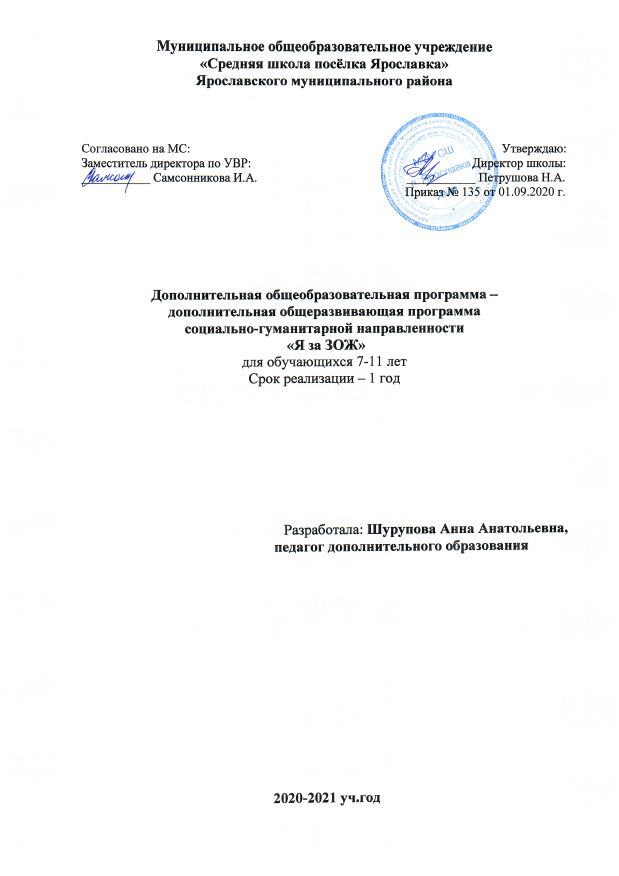 Муниципальное общеобразовательное учреждение
«Средняя школа посёлка Ярославка»
Ярославского муниципального района
Согласовано на МС:
Заместитель директора по УВР:
Самсонникова И.А.
Утверждаю:
Директор школы:
Петрушова Н.А.
Приказ № 135 от 01.09.2020 г.
Дополнительная общеобразовательная программа –
дополнительная общеразвивающая программа
социально-гуманитарной направленности
«Я за ЗОЖ»
для обучающихся 7-11 лет
Срок реализации – 1 год
Разработала: Шурупова Анна Анатольевна,
педагог дополнительного образования
2020-2021 уч.год